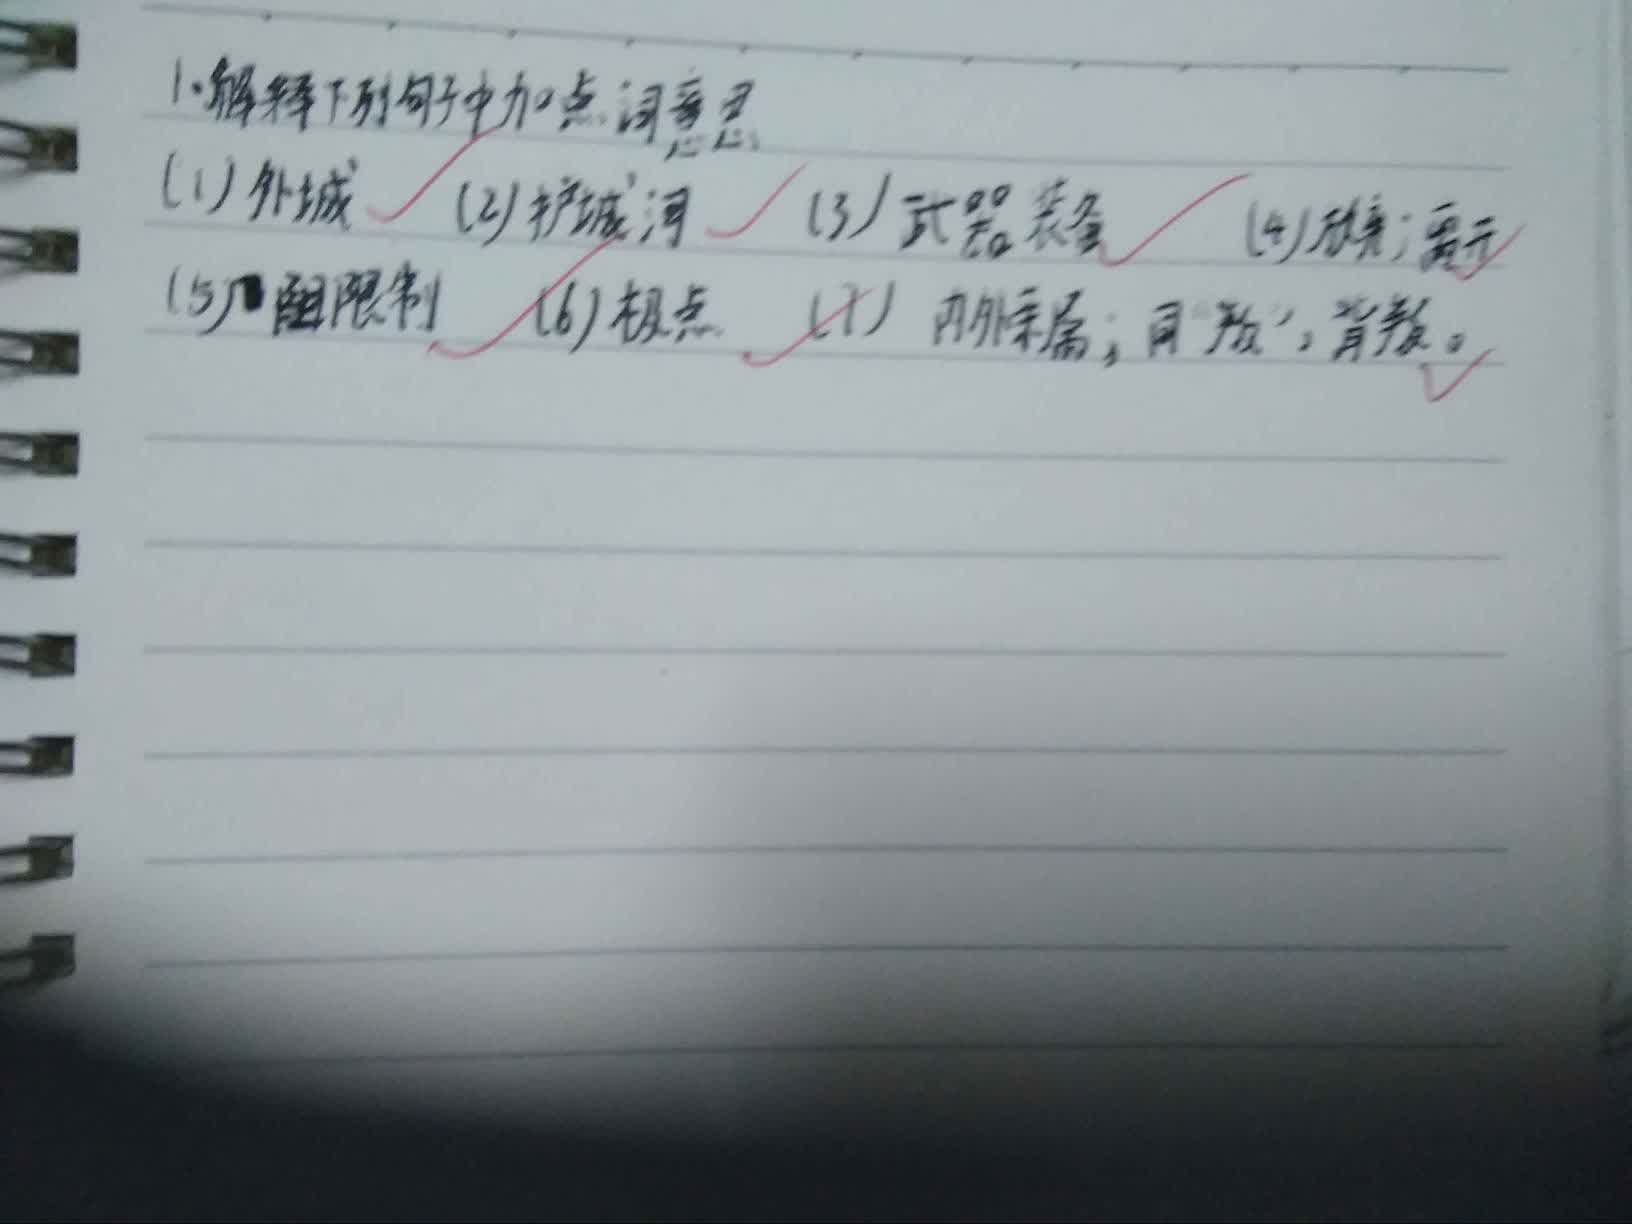 1.解释下列句子中加点词意思
(1)外城 (2)护城河 (3)武器装备 (4)放弃;离
(5)限制 (6)极点 (7)内外亲属;同“叛”,背叛。